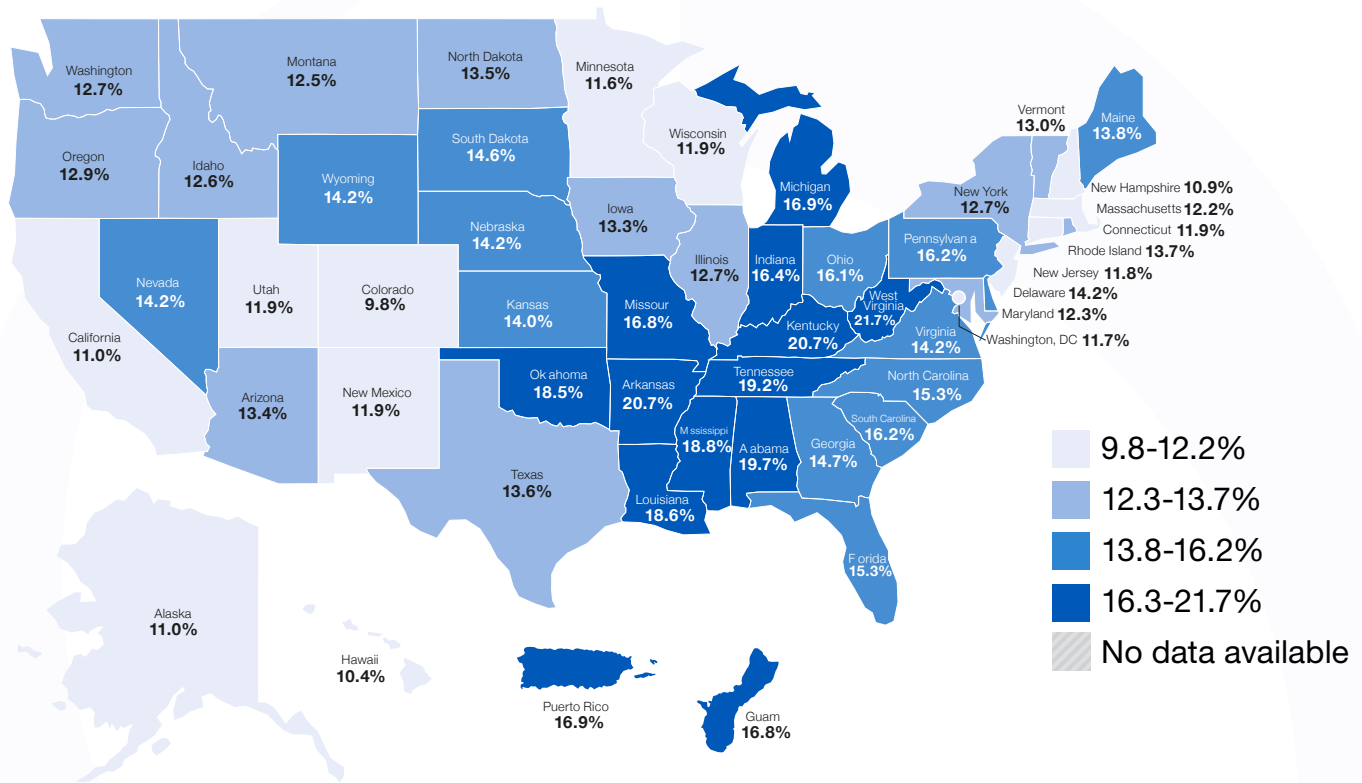 Washington
12.7%
Oregon
12.9%
Idaho
12.6%
Montana
12.5%
North Dakota
13.5%
South Dakota
14.6%
Wyoming
14.2%
Nebraska
14.2%
Minnesota
11.6%
Wisconsin
11.9%
Iowa
13.3%
Michigan
16.9%
Nevada
14.2%
Utah
11.9%
Colorado
9.8%
Kansas
14.0%
California
11.0%
Arizona
13.4%
New Mexico
11.9%
Texas
13.6%
Ok ahoma
18.5%
Missour
16.8%
Arkansas
20.7%
Louisiana
18.6%
Illinois
12.7%
Indiana
16.4%
Ohio
16.1%
Kentucky
20.7%
West
Virginia
21.7%
Tennessee
19.2%
M ssissippi
18.8%
A abama
19.7%
Georgia
14.7%
F orida
15.3%
South Carolina
16.2%
North Carolina
15.3%
Virginia
14.2%
Pennsylvan a
16.2%
New York
12.7%
Vermont
13.0%
Maine
13.8%
New Hampshire 10.9%
Massachusetts 12.2%
Connecticut 11.9%
Rhode Island 13.7%
New Jersey 11.8%
Delaware 14.2%
Maryland 12.3%
Washington, DC 11.7%
Alaska
11.0%
Hawaii
10.4%
Puerto Rico
16.9%
Guam
16.8%
9.8-12.2%
12.3-13.7%
13.8-16.2%
16.3-21.7%
No data available